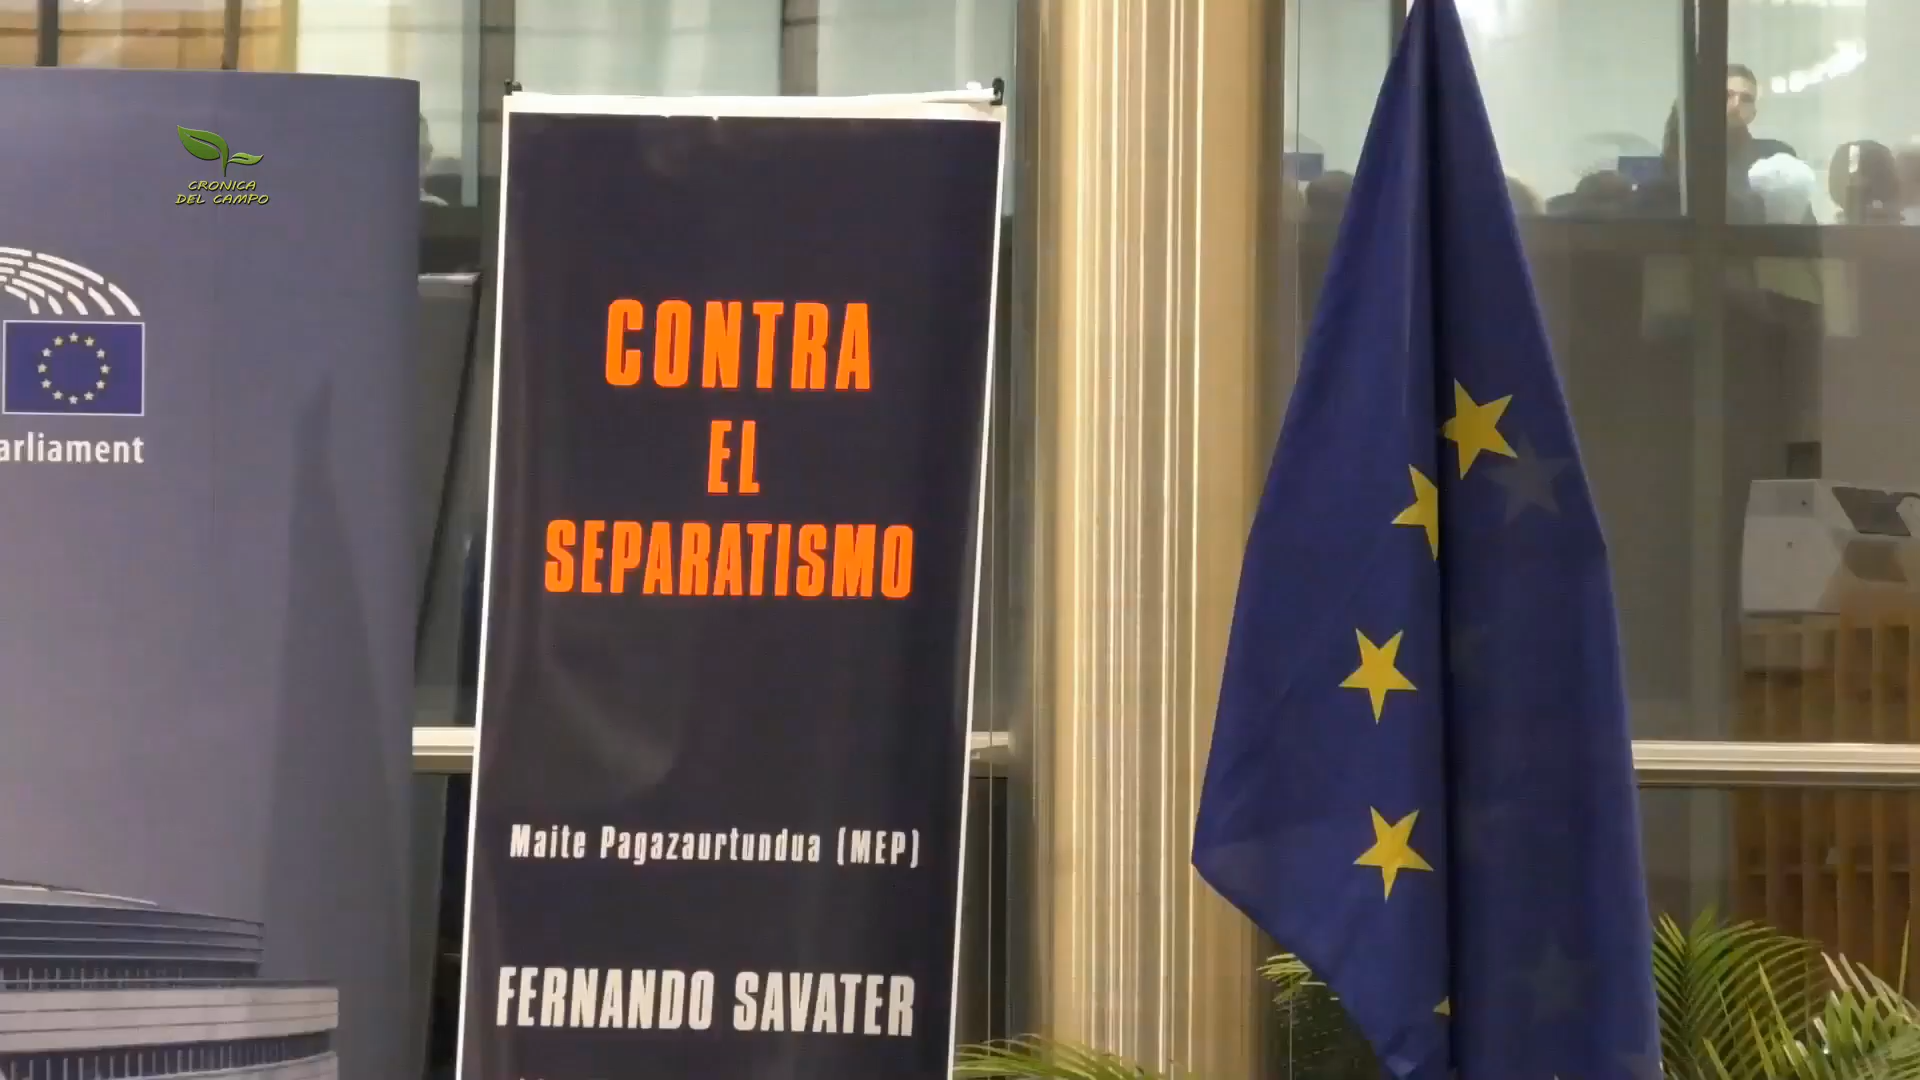 CRONICA
DEL CAMPO
arliament
CONTRA
EL
SEPARATISMO
Maite Pagazaurtundua (MEP)
FERNANDO SAVATER